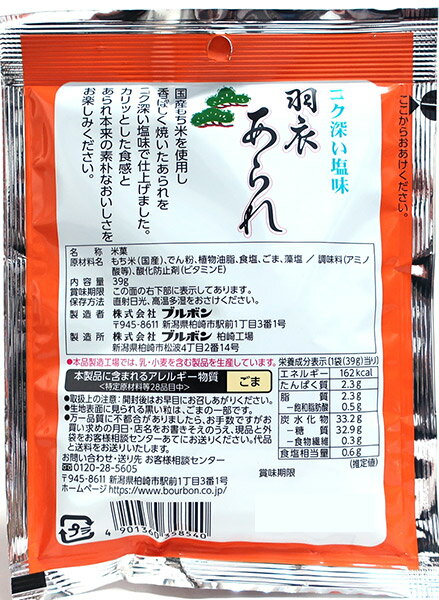 ここからおあけください。
コク深い塩味
羽衣
あられ
国産もち米を使用し
香ばしく焼いたあられを
コク深い塩味で仕上げました。
カリッとした食感と
あられ本来の素朴なおいしさを
お楽しみください。
名称 米菓
原材料名 もち米(国産)、でん粉、植物油脂、食塩、ごま、藻塩／調味料(アミノ
酸等)、酸化防止剤(ビタミンE)
内容量 39g
賞味期限 この面の右下部に表示してあります。
保存方法 直射日光、高温多湿をおさけください。
製造者 株式会社 ブルボン
〒945-8611 新潟県柏崎市駅前1丁目3番1号
製造所 株式会社 ブルボン 柏崎工場
新潟県柏崎市松波4丁目2番14号
●本品製造工場では、乳・小麦を含む製品を生産しています。
本製品に含まれるアレルギー物質
<特定原材料等28品目中>
ごま
●取扱上の注意:開封後はお早目にお召しあがりください。
●生地表面に見られる黒い粒は、ごまの一部です。
●万一品質に不都合がありましたら、お手数ですがお
買い求めの月日・店名をお書きそえのうえ、現品と外
袋をお客様相談センターあてにお送りください。代品
と送料をお送りいたします。
お問い合わせ・送り先 お客様相談センター
0120-28-5605
〒945-8611 新潟県柏崎市駅前1丁目3番1号
ホームページ https://www.bourbon.co.jp/
栄養成分表示(1袋(39g)当り)
エネルギー 162kcal
たんぱく質 2.3g
脂質 2.3g
－飽和脂肪酸 0.5g
炭水化物 33.2g
－糖質 32.9g
－食物繊維 0.3g
食塩相当量 0.6g
(推定値)
賞味期限
プラ
4 901360 358540